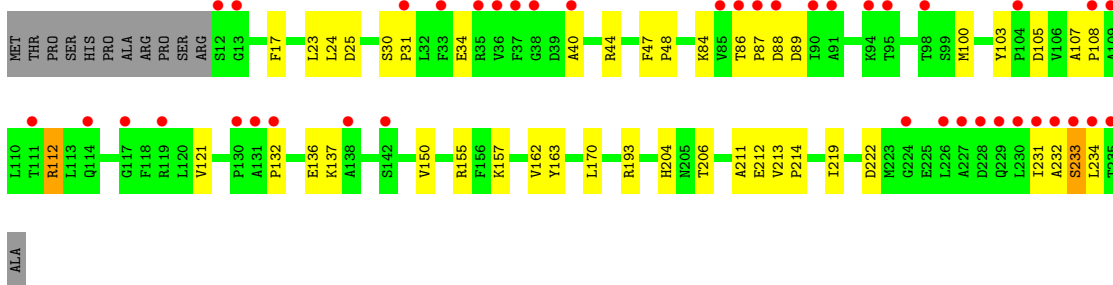 MET THR PRO SER HIS PRO ALA ARG PRO SER ARG S12 G13 F17 L23 L24 D25 S30 P31 L32 F33 E34 R35 V36 F37 G38 D39 A40 R44 F47 P48 K84 V85 T86 P87 D88 D89 I90 A91 K94 T95 T98 S99 M100 Y103 P104 D105 V106 A107 P108 A109
L110 T111 R112 L113 Q114 G117 F118 R119 L120 V121 P130 A131 P132 E136 K137 A138 S142 V150 R155 F156 K157 V162 Y163 L170 R193 H204 N205 T206 A211 E212 V213 P214 I219 D222 M223 G224 E225 L226 A227 D228 Q229 L230 I231 A232 S233 L234 T235
ALA